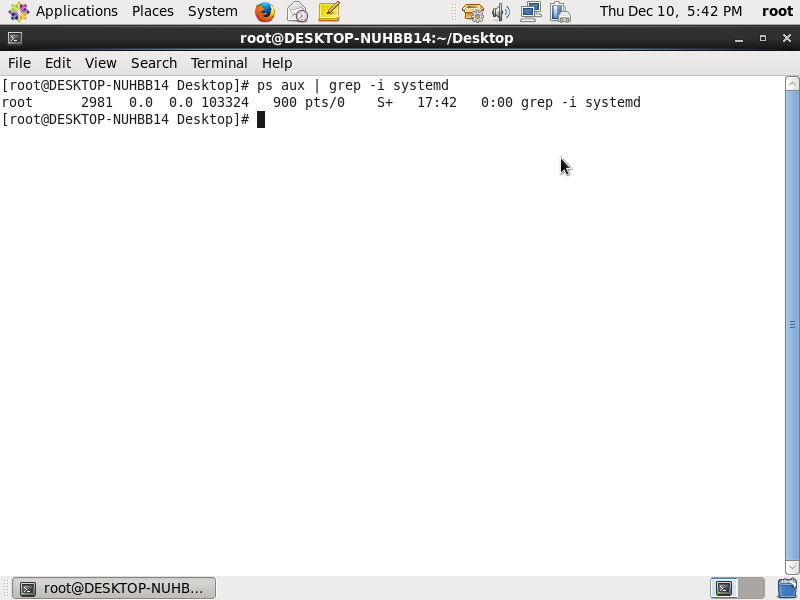 Applications Places System Thu Dec 10, 5:42 PM root
root@DESKTOP-NUHBB14:~/Desktop
File Edit View Search Terminal Help
[root@DESKTOP-NUHBB14 Desktop]# ps aux | grep -i systemd
root      2981  0.0  0.0 103324   900 pts/0    S+   17:42   0:00 grep -i systemd
[root@DESKTOP-NUHBB14 Desktop]#
root@DESKTOP-NUHB...